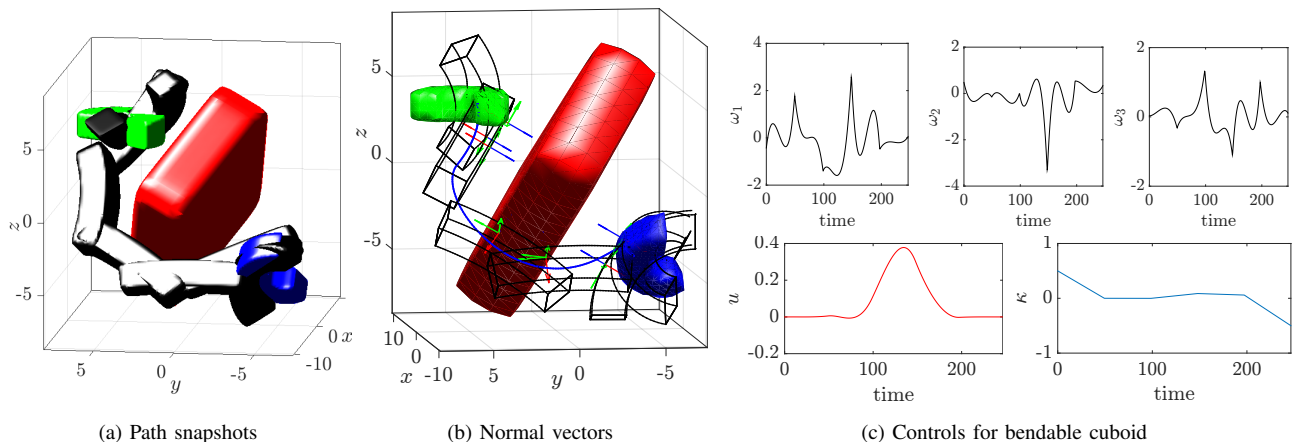 5
0
-5
z
5
0
-5
y
0
-10
x
(a) Path snapshots
5
0
-5
z
10
0
-10
x
5
0
-5
y
(b) Normal vectors
4
2
0
-2
ω1
0
100
200
time
2
0
-2
-4
ω2
0
100
200
time
2
0
-2
ω3
0
100
200
time
0.4
0.2
0
-0.2
u
0
100
200
time
1
0
-1
κ
0
100
200
time
(c) Controls for bendable cuboid